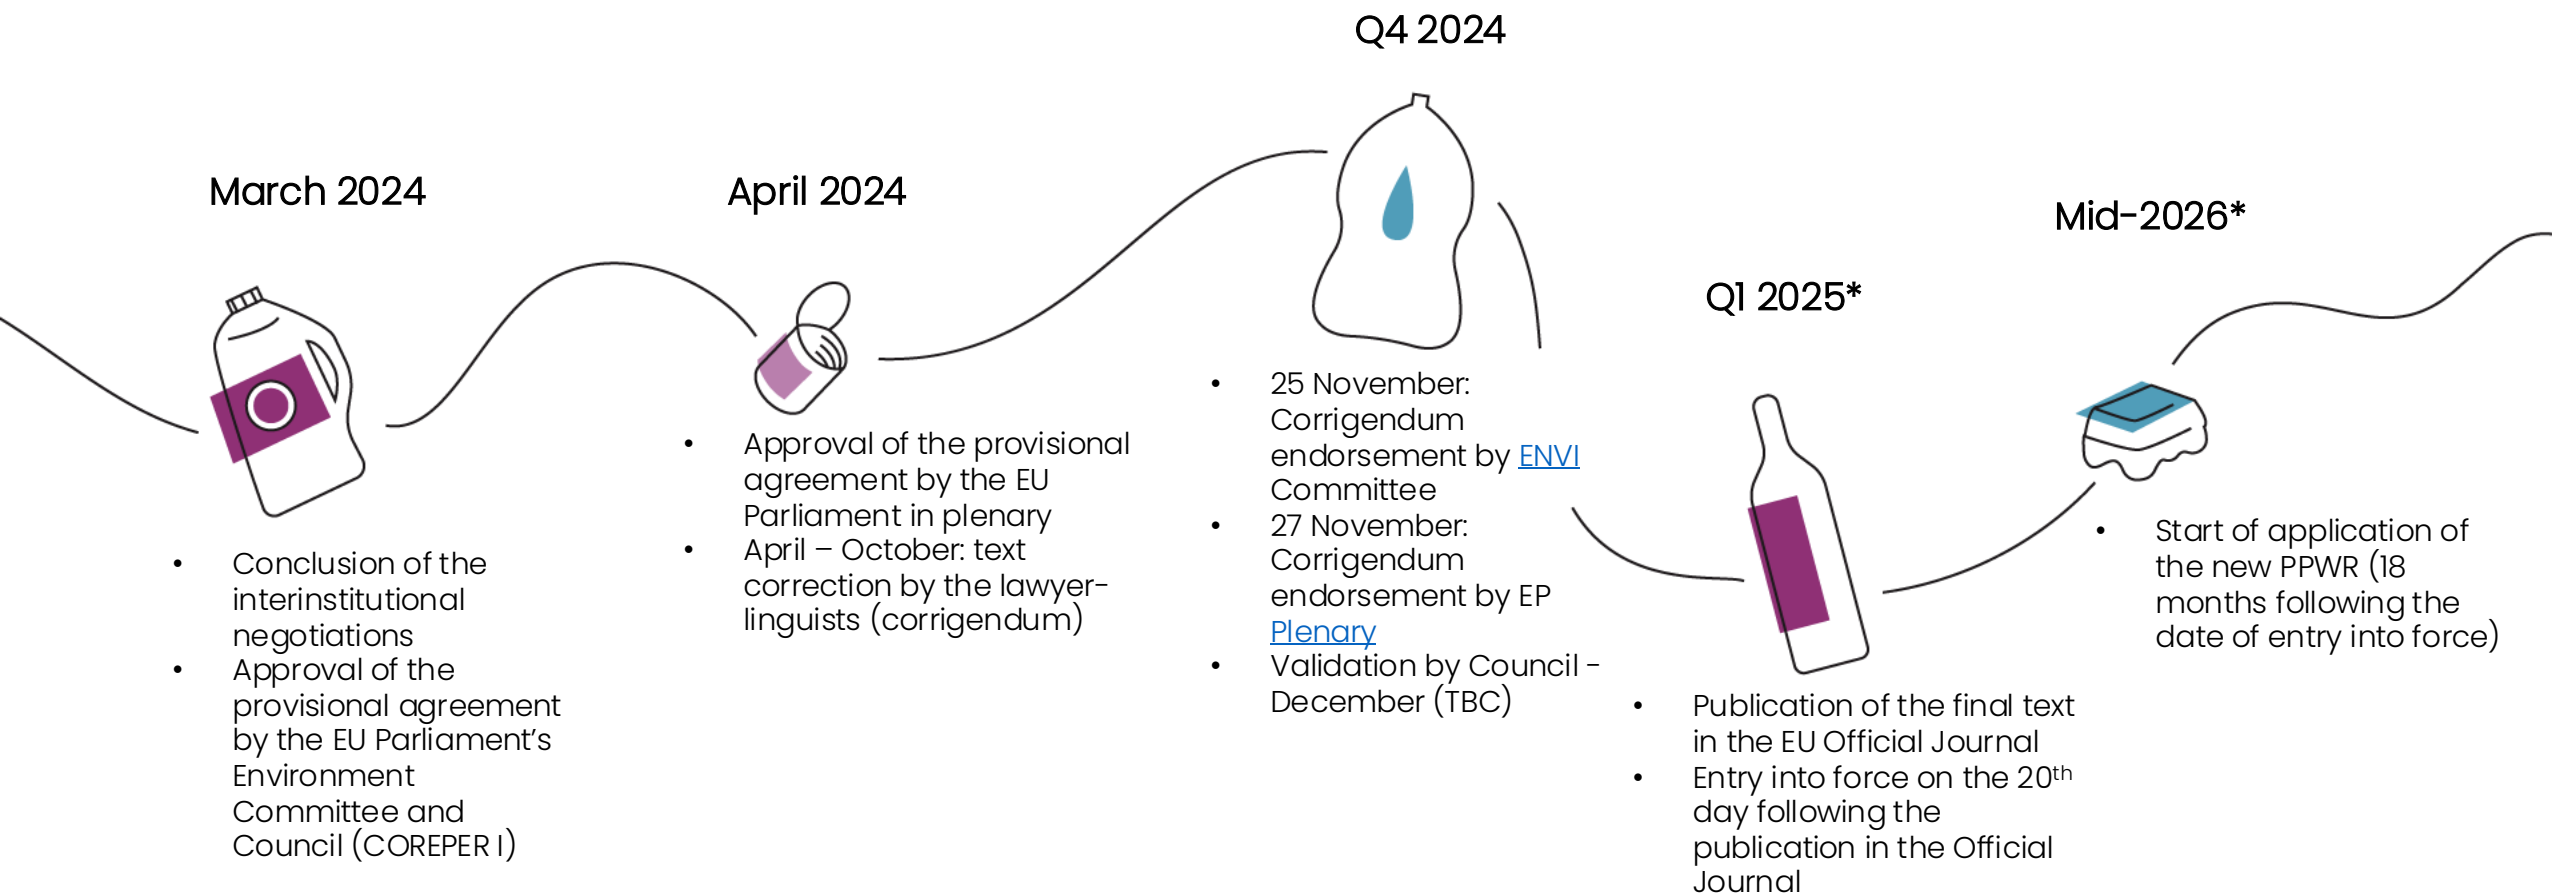 March 2024
Conclusion of the
interinstitutional
negotiations
Approval of the
provisional agreement
by the EU Parliament’s
Environment
Committee and
Council (COREPER I)
April 2024
Approval of the provisional
agreement by the EU
Parliament in plenary
April – October: text
correction by the lawyer-
linguists (corrigendum)
Q4 2024
25 November:
Corrigendum
endorsement by ENVI
Committee
27 November:
Corrigendum
endorsement by EP
Plenary
Validation by Council -
December (TBC)
Q1 2025*
Publication of the final text
in the EU Official Journal
Entry into force on the 20th
day following the
publication in the Official
Journal
Mid-2026*
Start of application of
the new PPWR (18
months following the
date of entry into force)